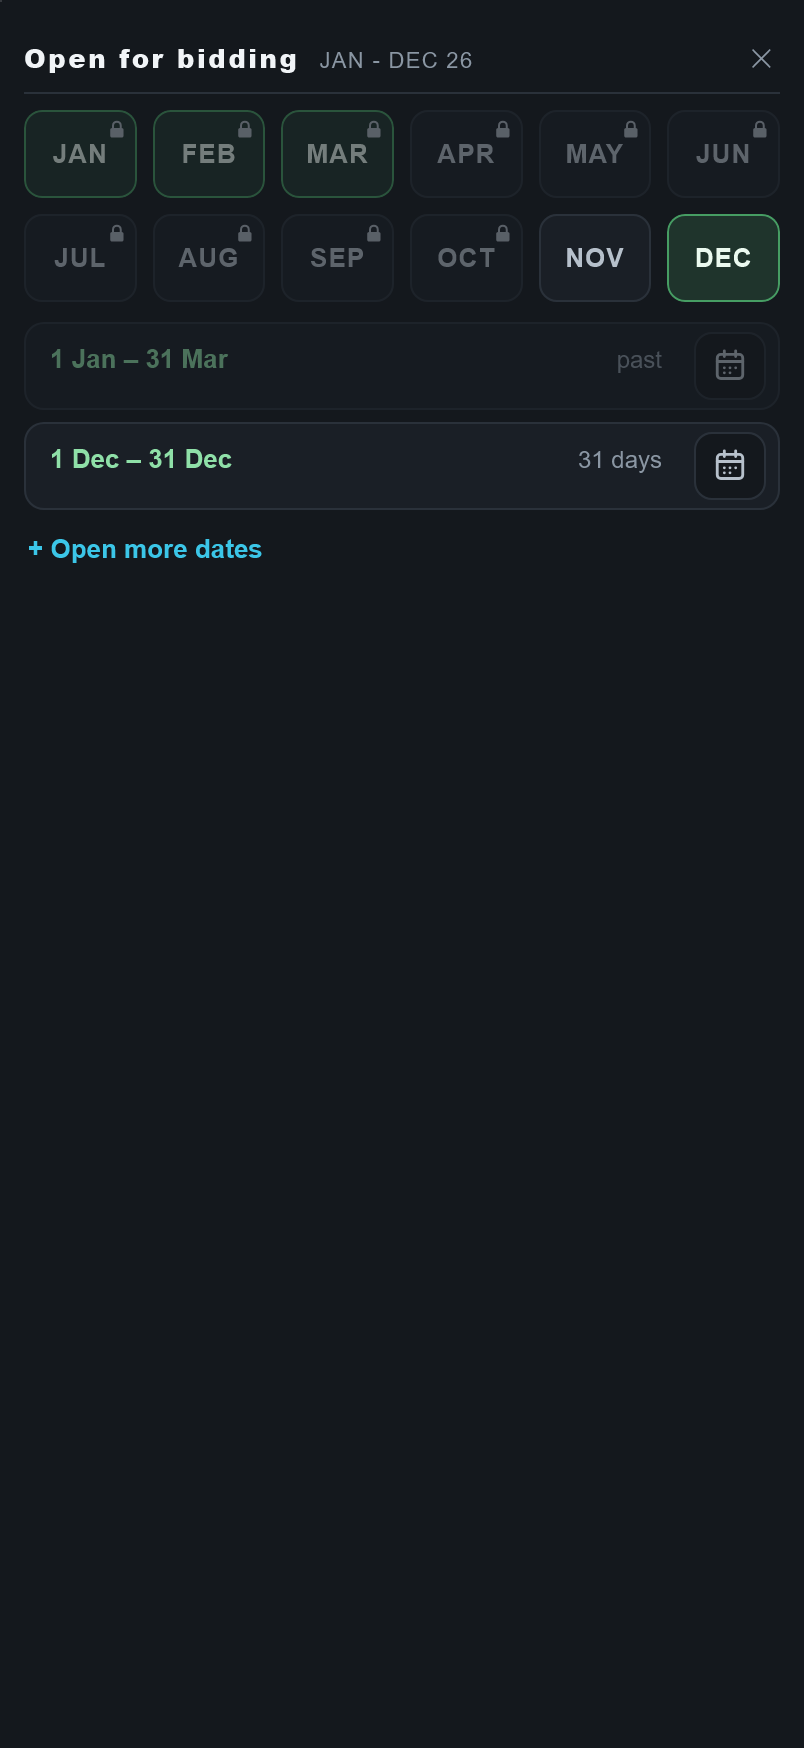 Open for bidding JAN - DEC 26
JAN FEB MAR APR MAY JUN
JUL AUG SEP OCT NOV DEC
1 Jan – 31 Mar past
1 Dec – 31 Dec 31 days
+ Open more dates